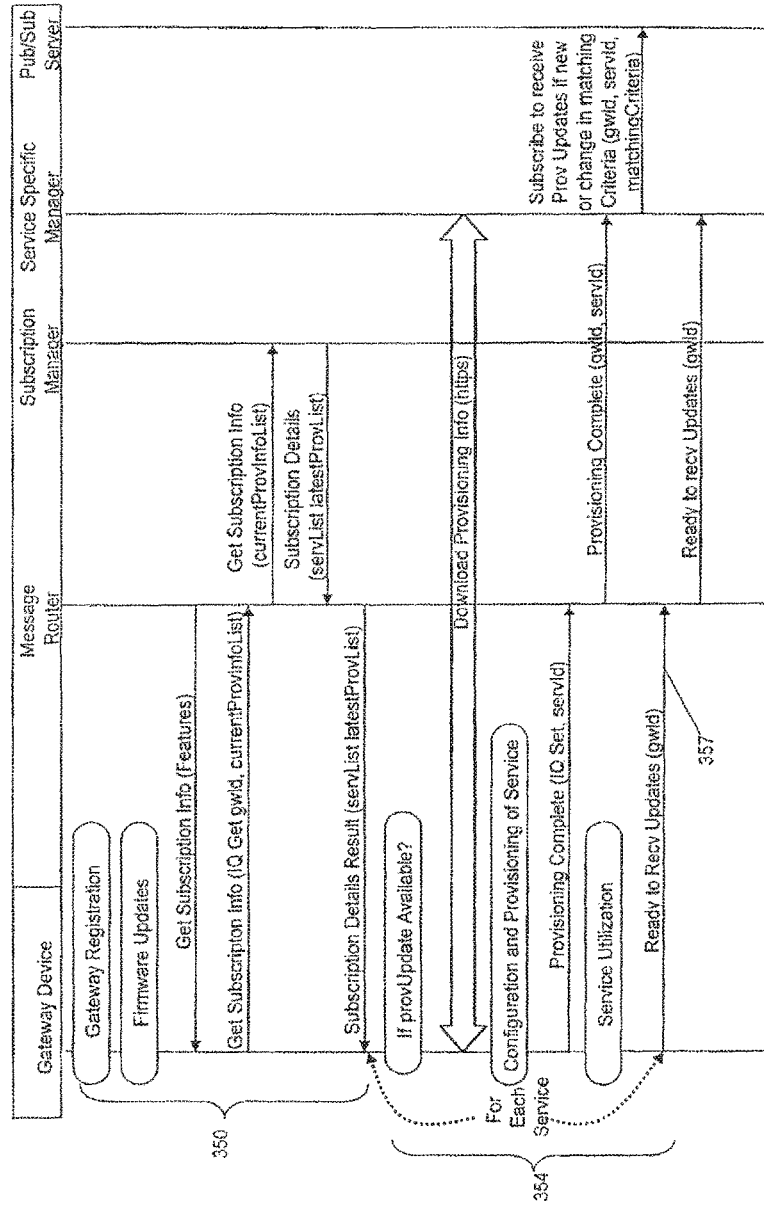 Gateway Device
Message
Router
Subscription
Manager
Service Specific
Manager
Pub/Sub
Server
Gateway Registration
Firmware Updates
Get Subscription Info (Features)
Get Subscripton Info (IQ Get gwId, currentProvInfoList)
Get Subscription Info
(currentProvInfoList)
Subscription Details
(servList latestProvList)
Subscription Details Result (servList latestProvList)
350
If provUpdate Available?
Download Provisioning Info (https)
For
Each
Service
Configuration and Provisioning of Service
Provisioning Complete (IQ Set, servId)
Provisioning Complete (gwId, servId)
Subscribe to receive
Prov Updates if new
or change in matching
Criteria (gwId, servId,
matchingCriteria)
Service Utilization
Ready to Recv Updates (gwId)
Ready to recv Updates (gwId)
354
357